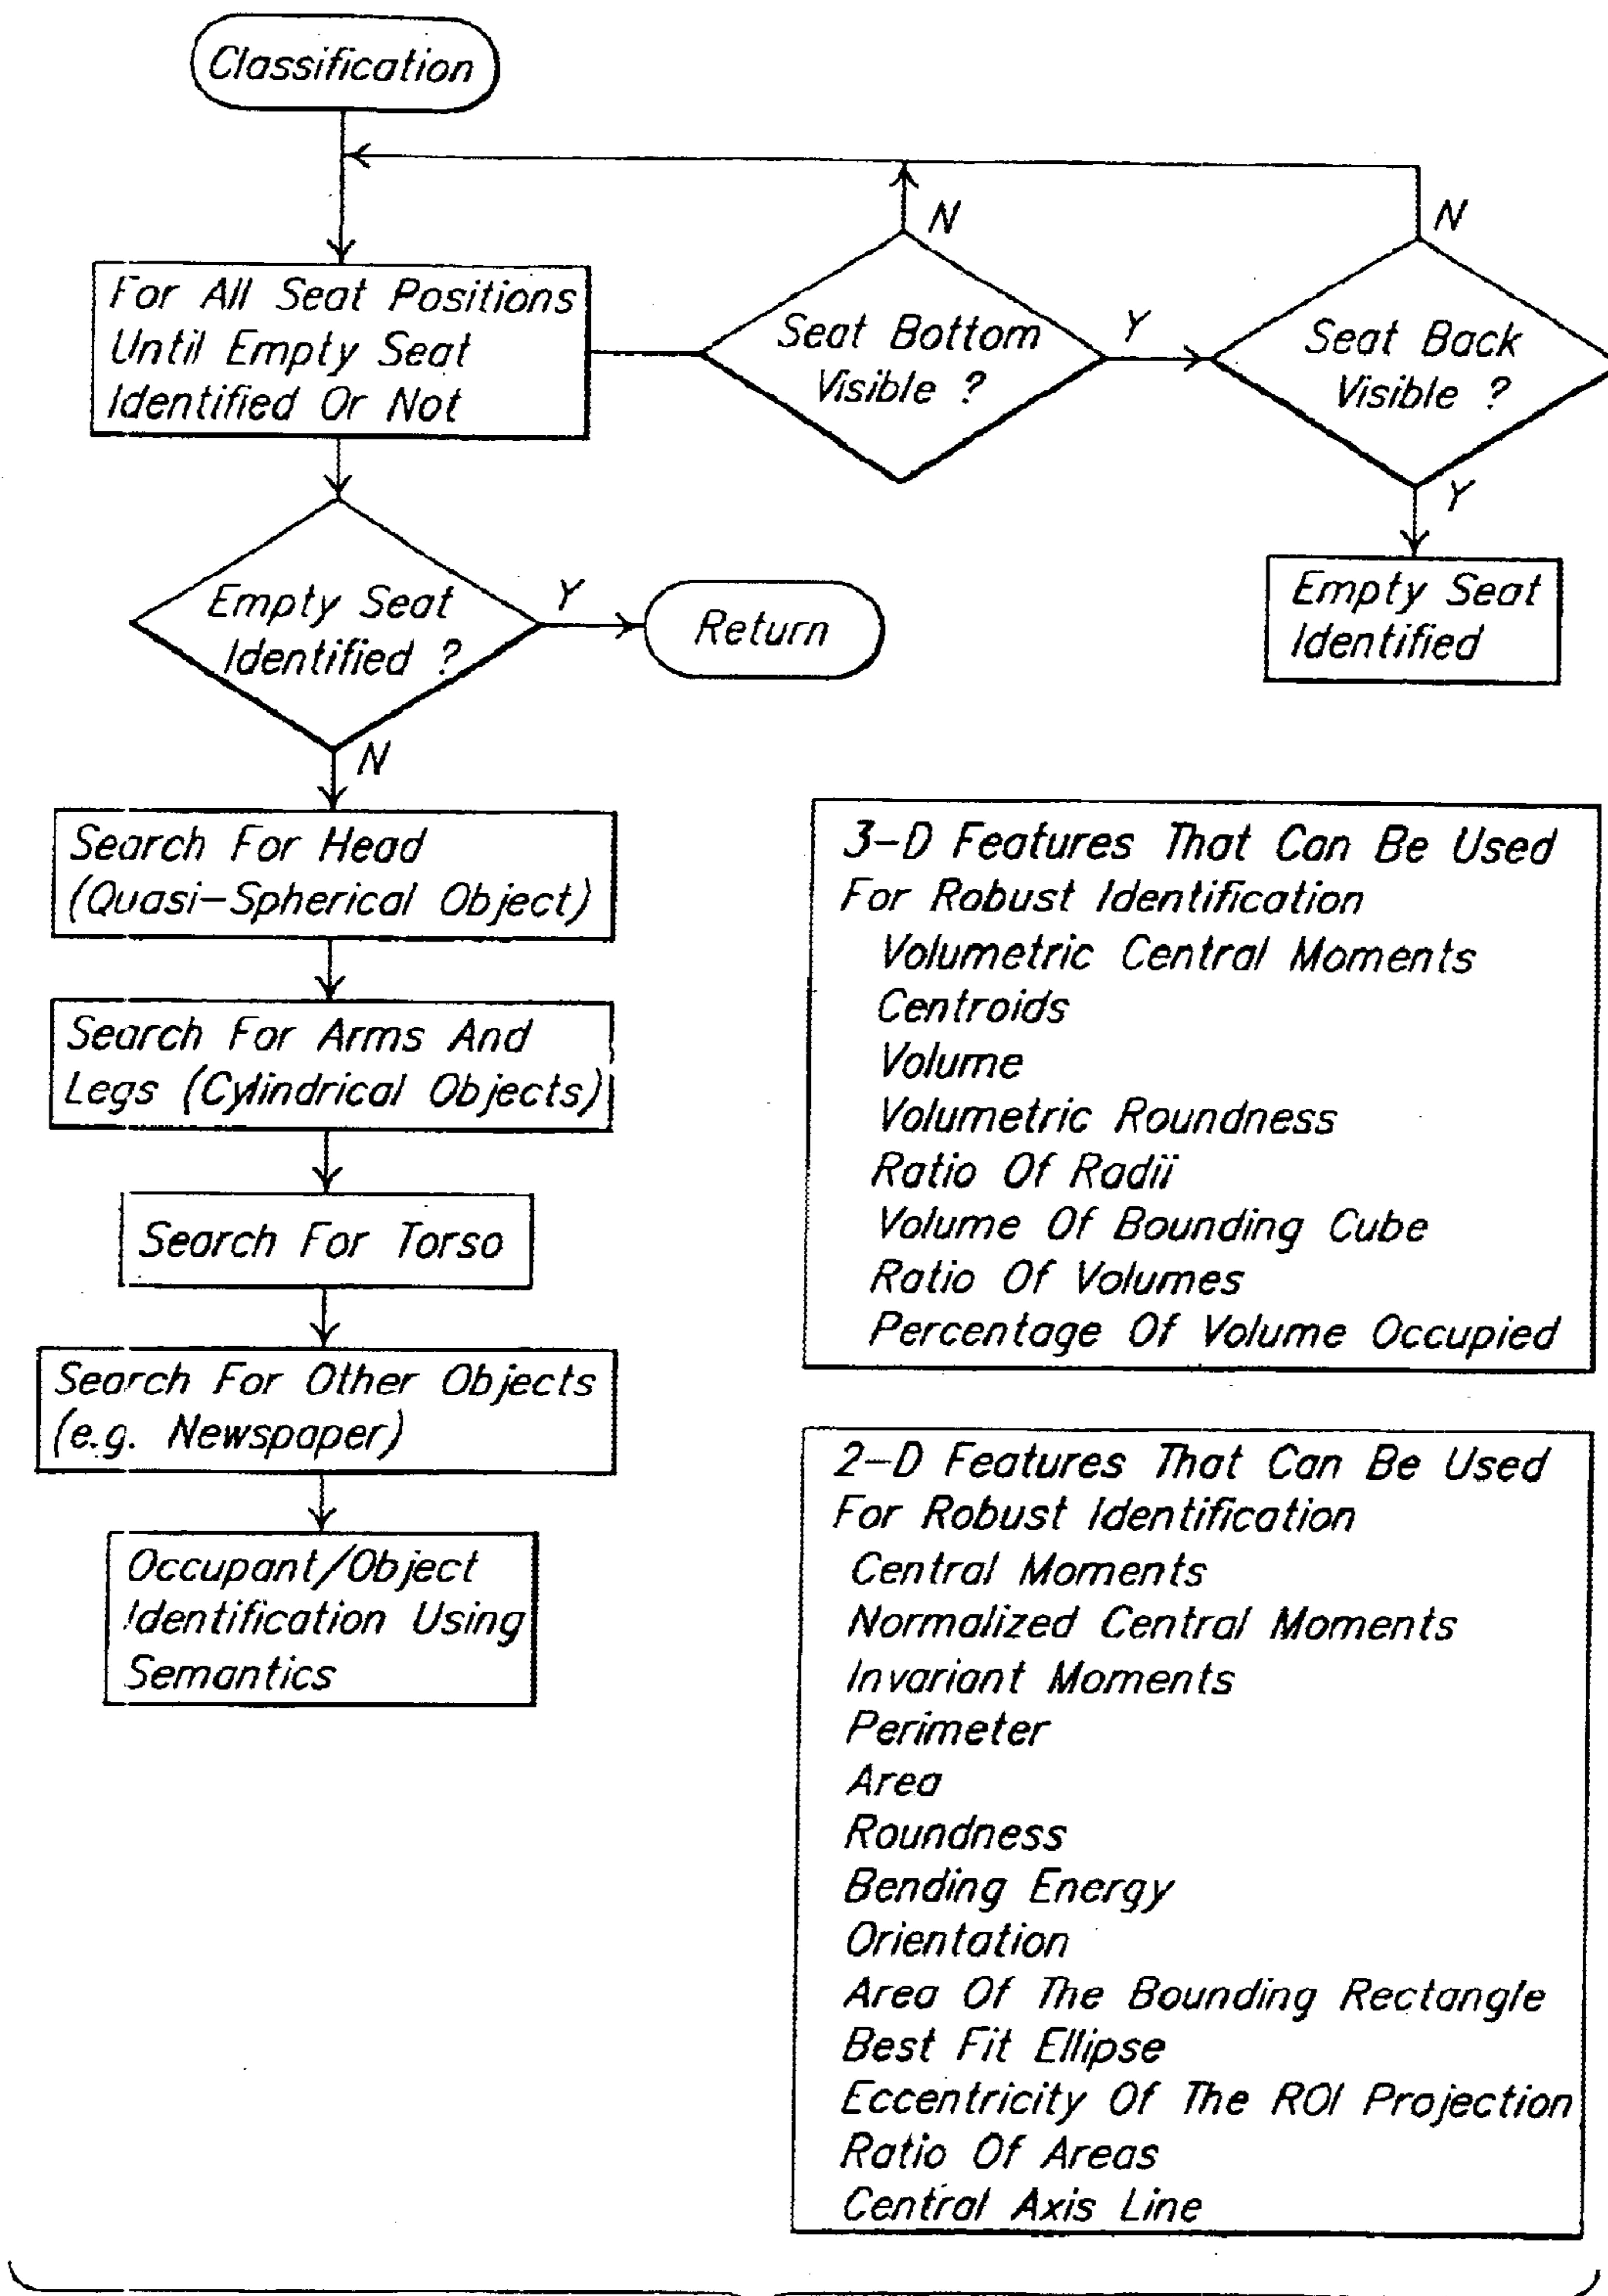 Classification
For All Seat Positions
Until Empty Seat
Identified Or Not
Seat Bottom
Visible ?
N
Y
Seat Back
Visible ?
N
Y
Empty Seat
Identified
Empty Seat
Identified ?
Y
Return
N
Search For Head
(Quasi-Spherical Object)
Search For Arms And
Legs (Cylindrical Objects)
Search For Torso
Search For Other Objects
(e.g. Newspaper)
Occupant/Object
Identification Using
Semantics
3-D Features That Can Be Used
For Robust Identification
Volumetric Central Moments
Centroids
Volume
Volumetric Roundness
Ratio Of Radii
Volume Of Bounding Cube
Ratio Of Volumes
Percentage Of Volume Occupied
2-D Features That Can Be Used
For Robust Identification
Central Moments
Normalized Central Moments
Invariant Moments
Perimeter
Area
Roundness
Bending Energy
Orientation
Area Of The Bounding Rectangle
Best Fit Ellipse
Eccentricity Of The ROI Projection
Ratio Of Areas
Central Axis Line